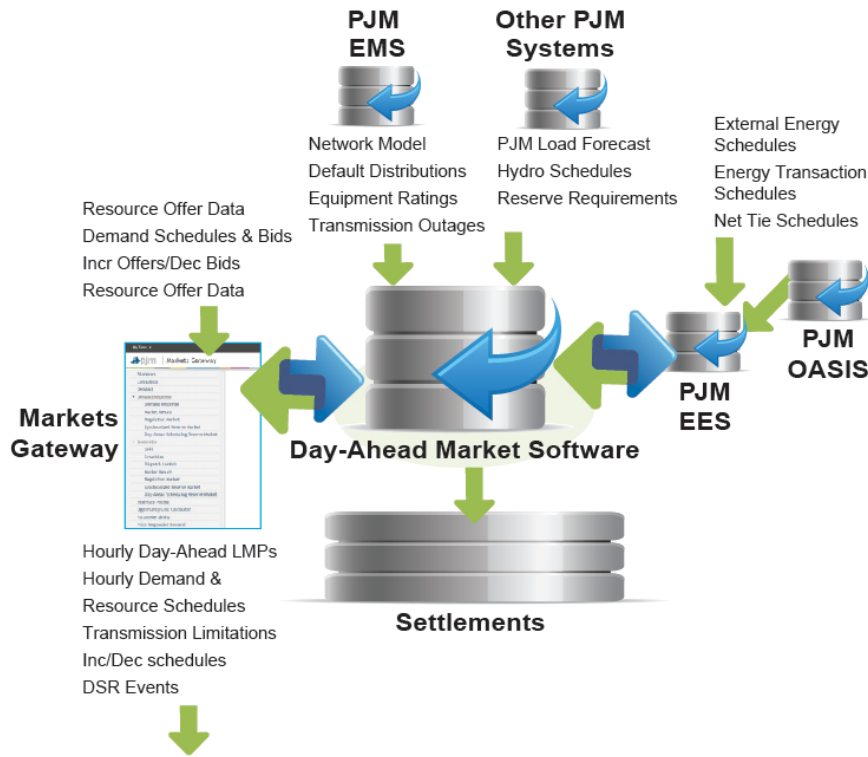 PJM
EMS
Other PJM
Systems
Network Model
Default Distributions
Equipment Ratings
Transmission Outages
PJM Load Forecast
Hydro Schedules
Reserve Requirements
External Energy
Schedules
Energy Transaction
Schedules
Net Tie Schedules
Resource Offer Data
Demand Schedules & Bids
Incr Offers/Dec Bids
Resource Offer Data
pjm Markets Gateway
Markets
Gateway
Day-Ahead Market Software
PJM
EES
PJM
OASIS
Hourly Day-Ahead LMPs
Hourly Demand &
Resource Schedules
Transmission Limitations
Inc/Dec schedules
DSR Events
Settlements